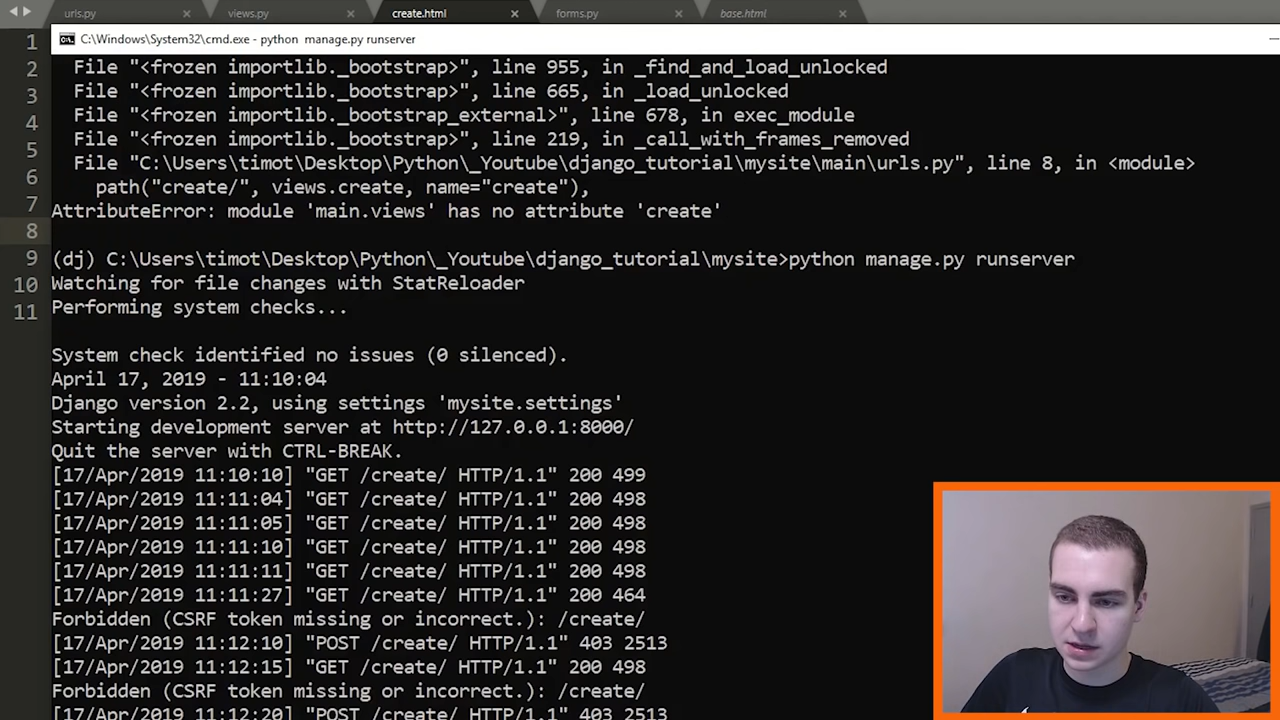 urls.py × views.py × create.html × forms.py × base.html ×
C:\Windows\System32\cmd.exe - python  manage.py runserver
1
2 File "<frozen importlib._bootstrap>", line 955, in _find_and_load_unlocked
3 File "<frozen importlib._bootstrap>", line 665, in _load_unlocked
4 File "<frozen importlib._bootstrap_external>", line 678, in exec_module
5 File "<frozen importlib._bootstrap>", line 219, in _call_with_frames_removed
6 File "C:\Users\timot\Desktop\Python\_Youtube\django_tutorial\mysite\main\urls.py", line 8, in <module>
path("create/", views.create, name="create"),
7 AttributeError: module 'main.views' has no attribute 'create'
8
9 (dj) C:\Users\timot\Desktop\Python\_Youtube\django_tutorial\mysite>python manage.py runserver
10 Watching for file changes with StatReloader
11 Performing system checks...
System check identified no issues (0 silenced).
April 17, 2019 - 11:10:04
Django version 2.2, using settings 'mysite.settings'
Starting development server at http://127.0.0.1:8000/
Quit the server with CTRL-BREAK.
[17/Apr/2019 11:10:10] "GET /create/ HTTP/1.1" 200 499
[17/Apr/2019 11:11:04] "GET /create/ HTTP/1.1" 200 498
[17/Apr/2019 11:11:05] "GET /create/ HTTP/1.1" 200 498
[17/Apr/2019 11:11:10] "GET /create/ HTTP/1.1" 200 498
[17/Apr/2019 11:11:11] "GET /create/ HTTP/1.1" 200 498
[17/Apr/2019 11:11:27] "GET /create/ HTTP/1.1" 200 464
Forbidden (CSRF token missing or incorrect.): /create/
[17/Apr/2019 11:12:10] "POST /create/ HTTP/1.1" 403 2513
[17/Apr/2019 11:12:15] "GET /create/ HTTP/1.1" 200 498
Forbidden (CSRF token missing or incorrect.): /create/
[17/Apr/2019 11:12:20] "POST /create/ HTTP/1.1" 403 2513